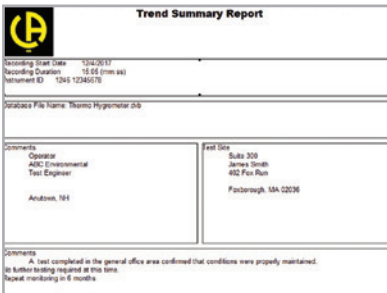 Trend Summary Report
Recording Start Date 12/4/2017
Recording Duration 15:05 (mm:ss)
Instrument ID 1246 12345678
Database File Name: Thermo Hygrometer.dvb
Comments
Operator
ABC Environmental
Test Engineer
Anutown, NH
Test Site
Suite 300
James Smith
402 Fox Run
Foxborough, MA 02036
Comments
A test completed in the general office area confirmed that conditions were properly maintained.
No further testing required at this time.
Repeat monitoring in 6 months